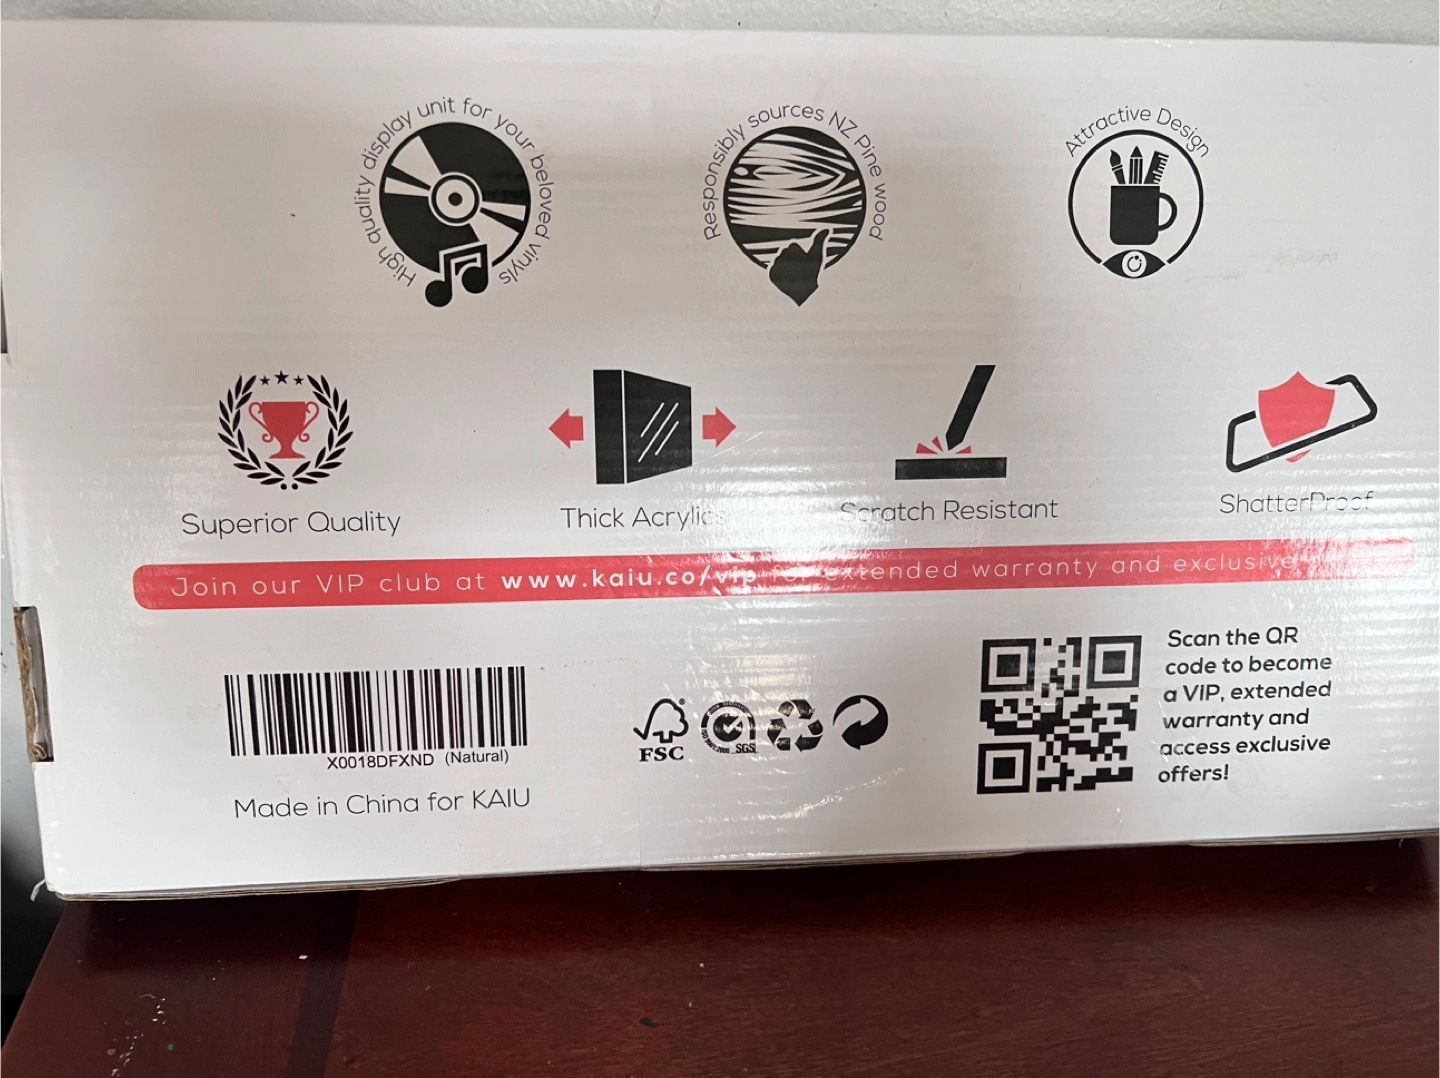 High quality display unit for your beloved vinyls
Responsibly sources NZ Pine wood
Attractive Design
Superior Quality
Thick Acrylics
Scratch Resistant
ShatterProof
Join our VIP club at www.kaiu.co/vip for extended warranty and exclusive
X0018DFXND (Natural)
Made in China for KAIU
FSC
SGS
Scan the QR
code to become
a VIP, extended
warranty and
access exclusive
offers!